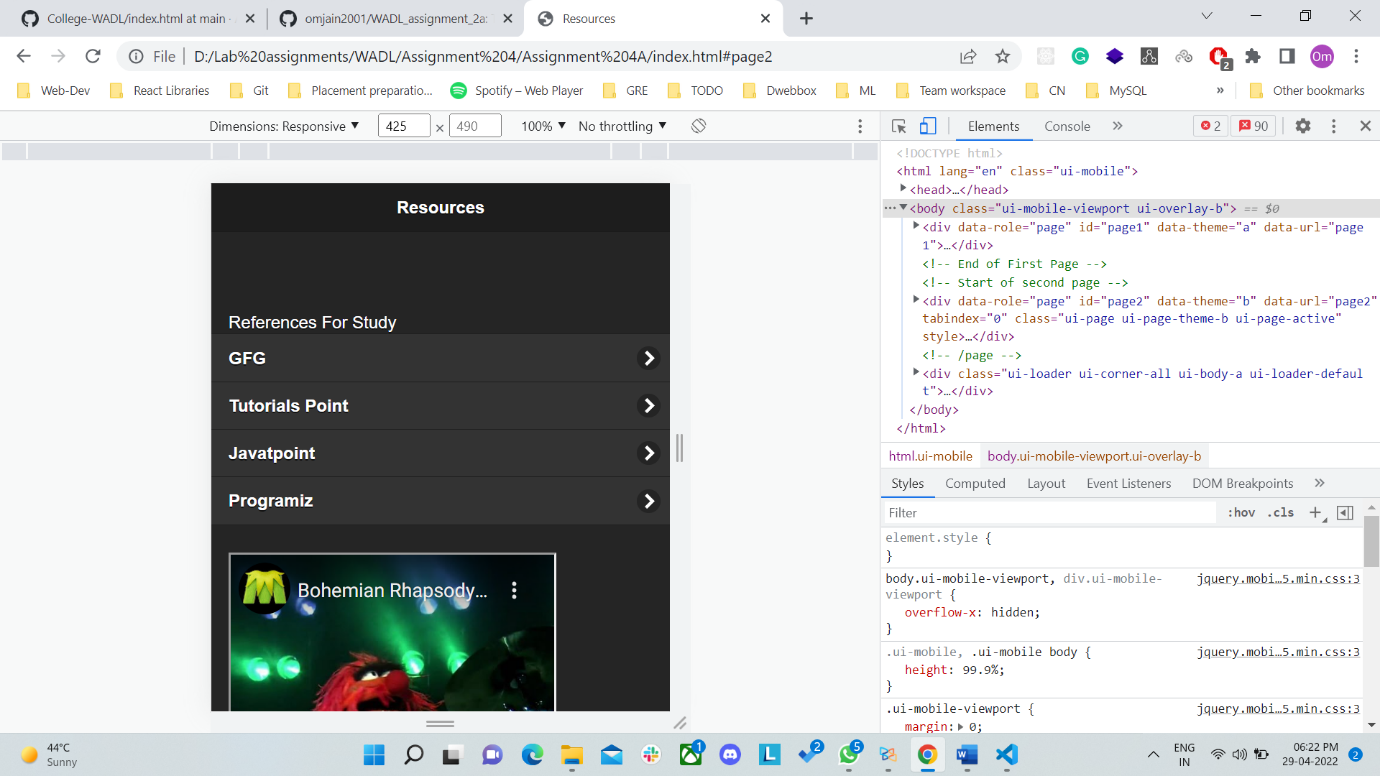 College-WADL/index.html at main ·
omjain2001/WADL_assignment_2a:
Resources
File
D:/Lab%20assignments/WADL/Assignment%204/Assignment%204A/index.html#page2
2
Om
Web-Dev
React Libraries
Git
Placement preparatio...
Spotify – Web Player
GRE
TODO
Dwebbox
ML
Team workspace
CN
MySQL
»
Other bookmarks
Dimensions: Responsive
425 × 490
100%
No throttling
Elements
Console
»
2
90
Resources
References For Study
GFG
Tutorials Point
Javatpoint
Programiz
Bohemian Rhapsody...
<!DOCTYPE html>
<html lang="en" class="ui-mobile">
<head>…</head>
<body class="ui-mobile-viewport ui-overlay-b"> == $0
<div data-role="page" id="page1" data-theme="a" data-url="page
1">…</div>
<!-- End of First Page -->
<!-- Start of second page -->
<div data-role="page" id="page2" data-theme="b" data-url="page2"
tabindex="0" class="ui-page ui-page-theme-b ui-page-active"
style>…</div>
<!-- /page -->
<div class="ui-loader ui-corner-all ui-body-a ui-loader-defaul
t">…</div>
</body>
</html>
html.ui-mobile
body.ui-mobile-viewport.ui-overlay-b
Styles
Computed
Layout
Event Listeners
DOM Breakpoints
»
Filter
:hov
.cls
+
element.style {
}
body.ui-mobile-viewport, div.ui-mobile-
jquery.mobi…5.min.css:3
viewport {
overflow-x: hidden;
}
.ui-mobile, .ui-mobile body {
jquery.mobi…5.min.css:3
height: 99.9%;
}
.ui-mobile-viewport {
jquery.mobi…5.min.css:3
margin: 0;
44°C
Sunny
1
2
5
ENG
IN
06:22 PM
29-04-2022
2